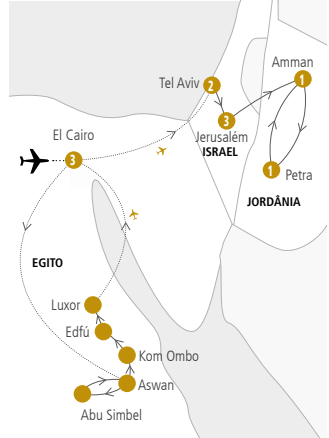 Amman
1
Tel Aviv
2
3
Jerusalém
ISRAEL
El Cairo
3
1
Petra
JORDÂNIA
EGITO
Luxor
Edfú
Kom Ombo
Aswan
Abu Simbel